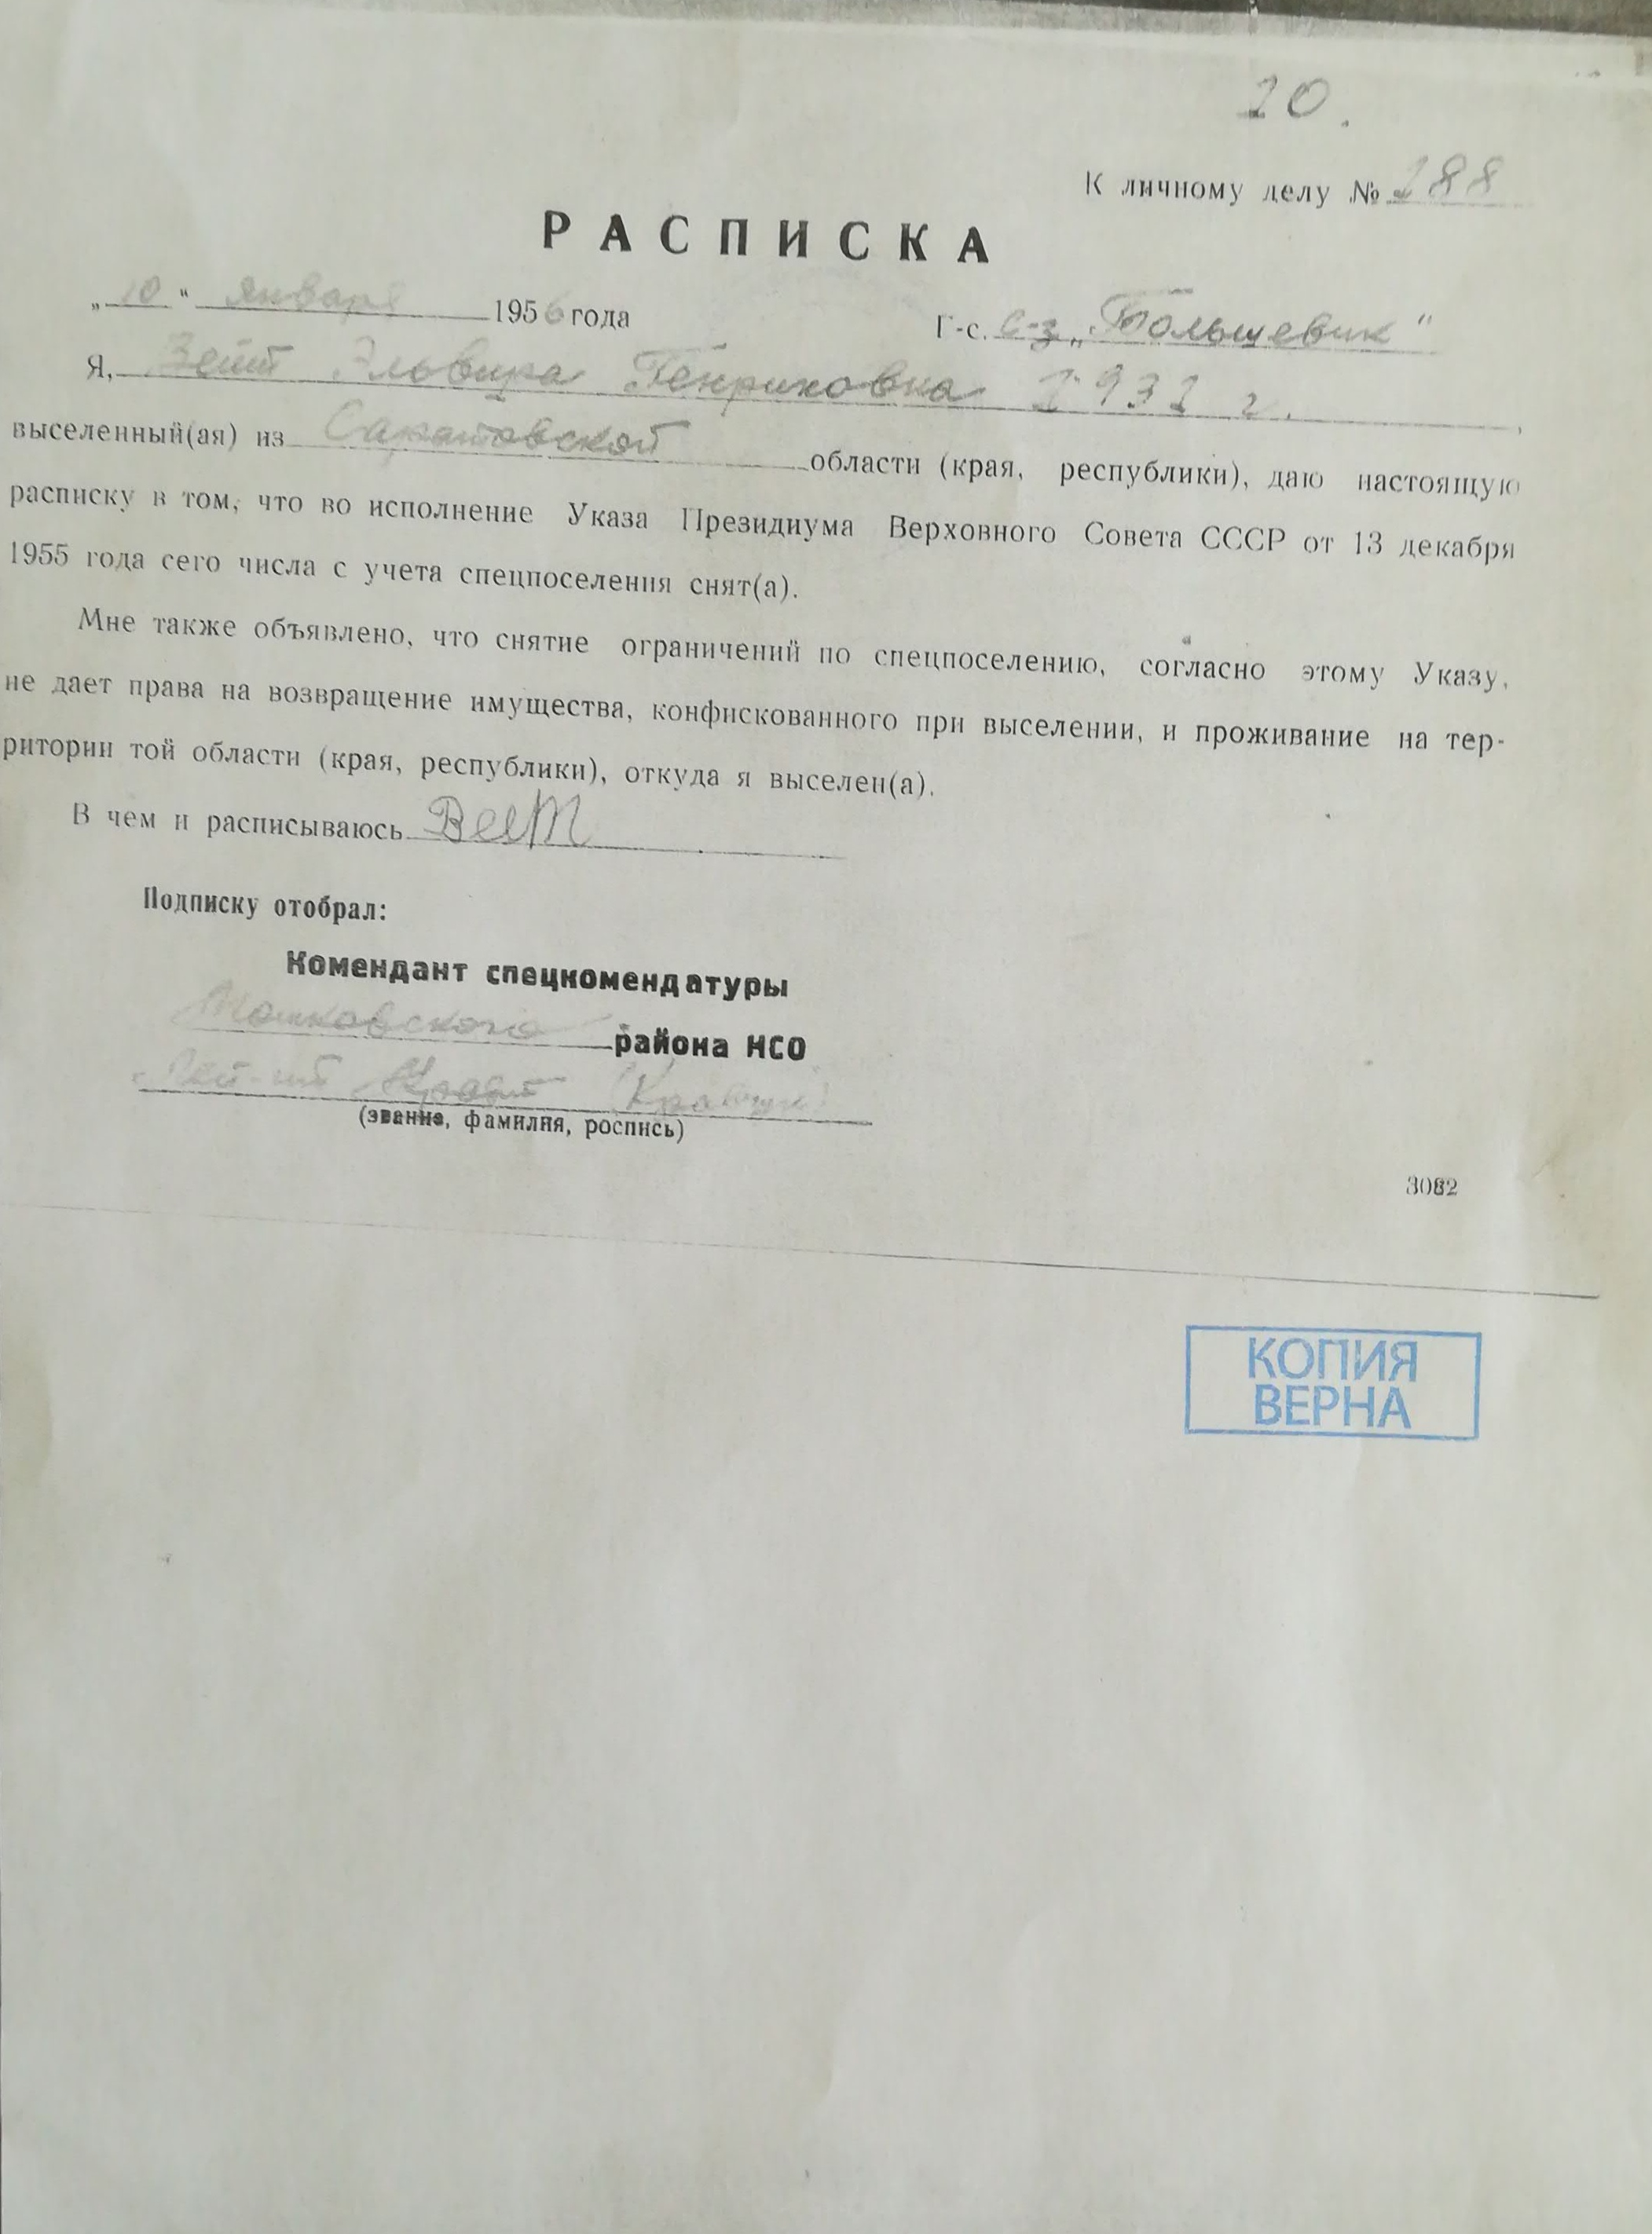 20.
К личному делу № 188
РАСПИСКА
„10“ января 1956 года Г-с. с-з „Большевик“
Я, Зейт Эльвира Генриховна 1931 г.,
выселенный(ая) из Саратовской области (края, республики), даю настоящую
расписку в том, что во исполнение Указа Президиума Верховного Совета СССР от 13 декабря
1955 года сего числа с учета спецпоселения снят(а).
Мне также объявлено, что снятие ограничений по спецпоселению, согласно этому Указу,
не дает права на возвращение имущества, конфискованного при выселении, и проживание на тер-
ритории той области (края, республики), откуда я выселен(а).
В чем и расписываюсь
Подписку отобрал:
Комендант спецкомендатуры
Мошковского района НСО
Лей-нт
(звание, фамилия, роспись)
3082
КОПИЯ
ВЕРНА